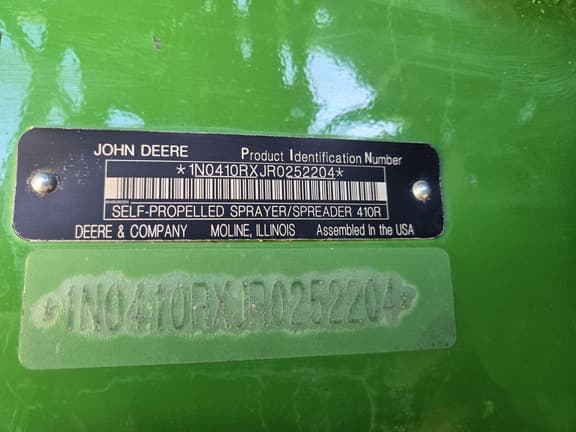 JOHN DEERE Product Identification Number
*1N0410RXJR0252204*
SELF-PROPELLED SPRAYER/SPREADER 410R
DEERE & COMPANY MOLINE, ILLINOIS Assembled in the USA
*1N0410RXJR0252204*